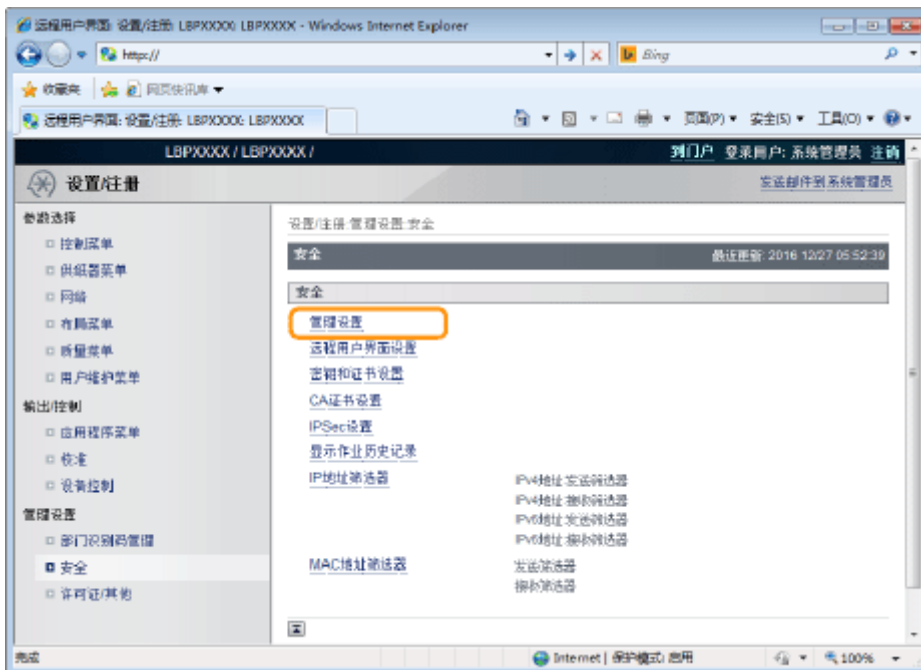 远程用户界面: 设置/注册: LBPXXXX: LBPXXXX - Windows Internet Explorer
http://
Bing
收藏夹
网页快讯库
远程用户界面: 设置/注册: LBPXXXX: LBPXXXX
页面(P) 安全(S) 工具(O)
LBPXXXX / LBPXXXX /
到门户 登录用户: 系统管理员 注销
设置/注册
发送邮件到系统管理员
参数选择
控制菜单
供纸器菜单
网络
布局菜单
质量菜单
用户维护菜单
输出/控制
应用程序菜单
校准
设备控制
管理设置
部门识别码管理
安全
许可证/其他
设置/注册:管理设置:安全
安全
最近更新: 2016 12/27 05:52:39
安全
管理设置
远程用户界面设置
密钥和证书设置
CA证书设置
IPSec设置
显示作业历史记录
IP地址筛选器
IPv4地址:发送筛选器
IPv4地址:接收筛选器
IPv6地址:发送筛选器
IPv6地址:接收筛选器
MAC地址筛选器
发送筛选器
接收筛选器
完成
Internet | 保护模式: 启用
100%